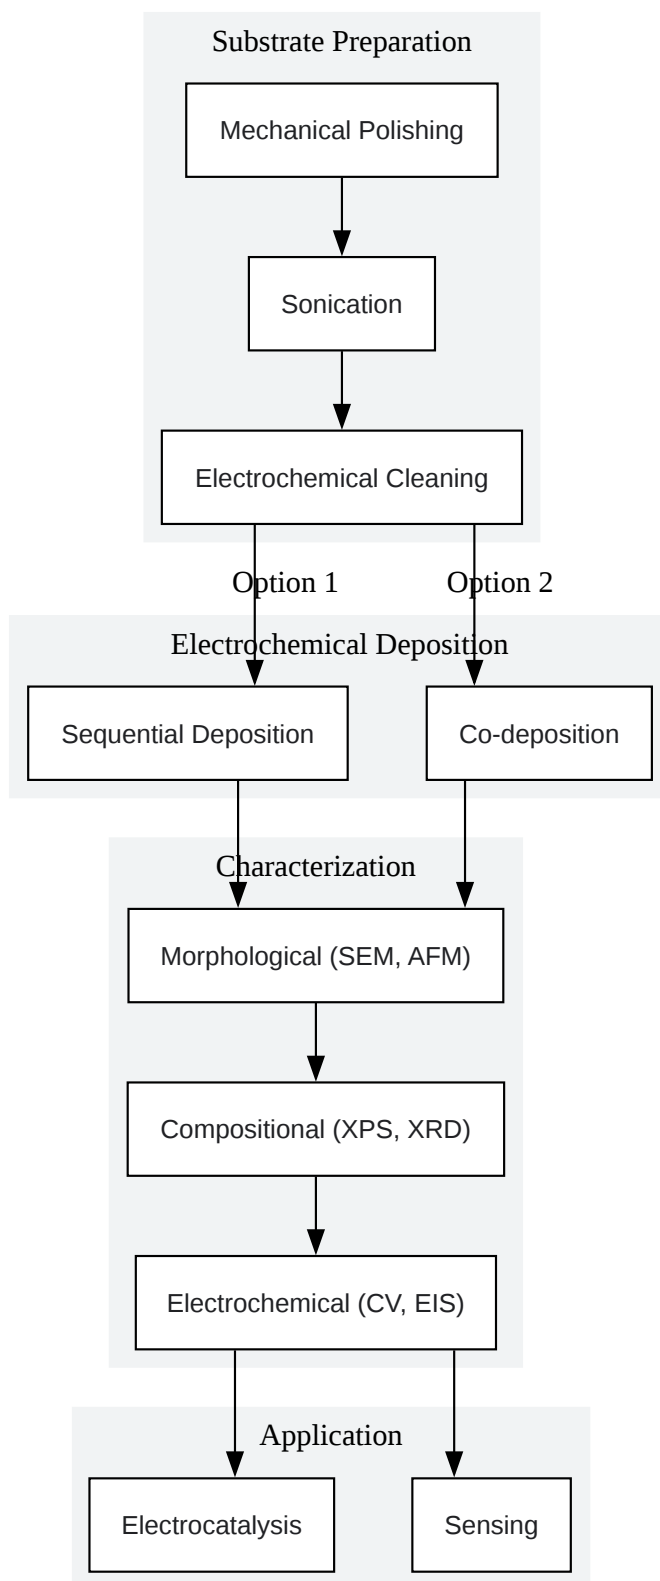 Substrate Preparation
Mechanical Polishing
Sonication
Electrochemical Cleaning
Option 1
Option 2
Electrochemical Deposition
Sequential Deposition
Co-deposition
Characterization
Morphological (SEM, AFM)
Compositional (XPS, XRD)
Electrochemical (CV, EIS)
Application
Electrocatalysis
Sensing